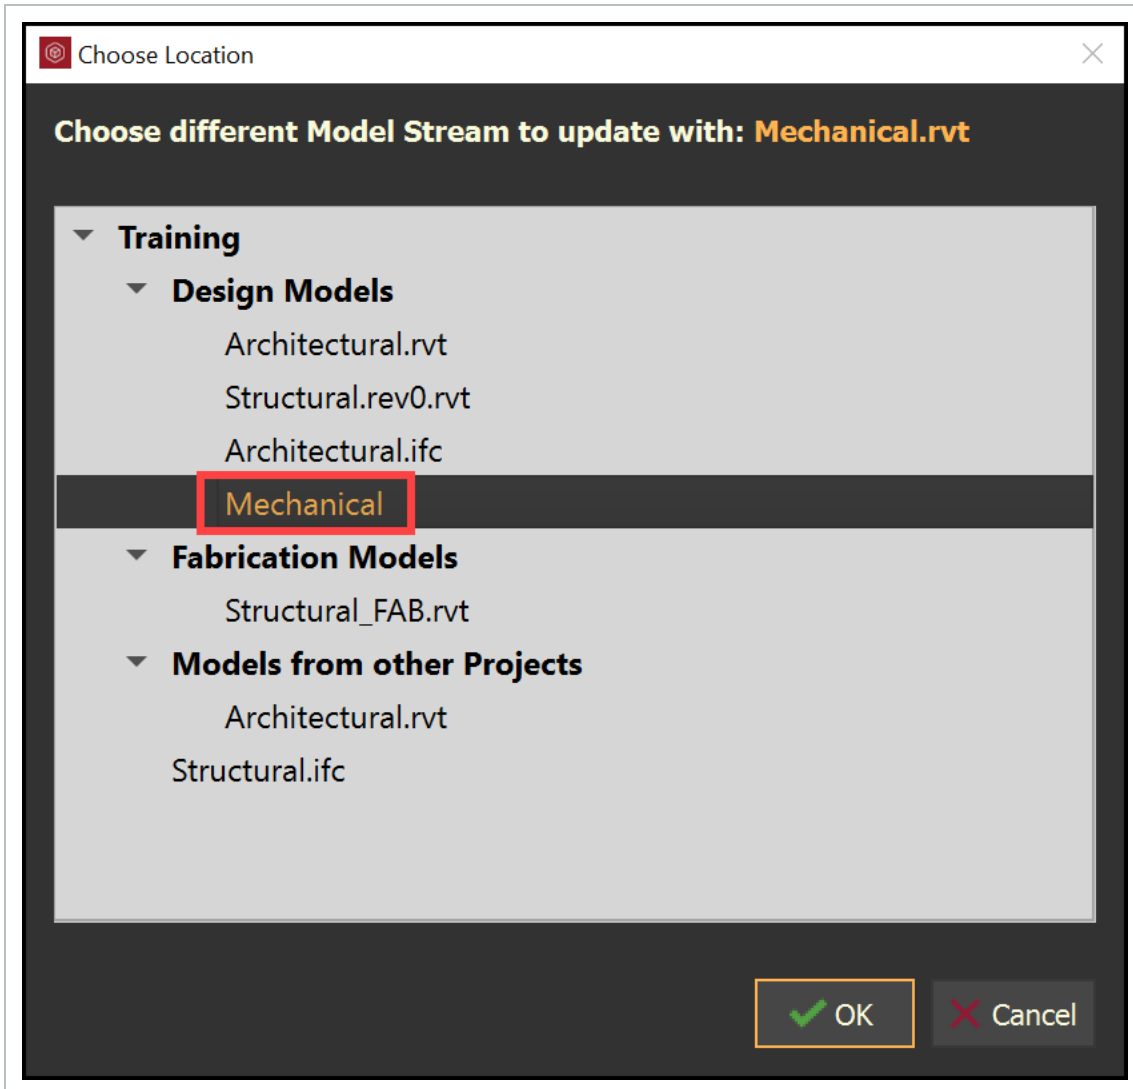 Choose Location
Choose different Model Stream to update with: Mechanical.rvt
Training
Design Models
Architectural.rvt
Structural.rev0.rvt
Architectural.ifc
Mechanical
Fabrication Models
Structural_FAB.rvt
Models from other Projects
Architectural.rvt
Structural.ifc
OK
Cancel